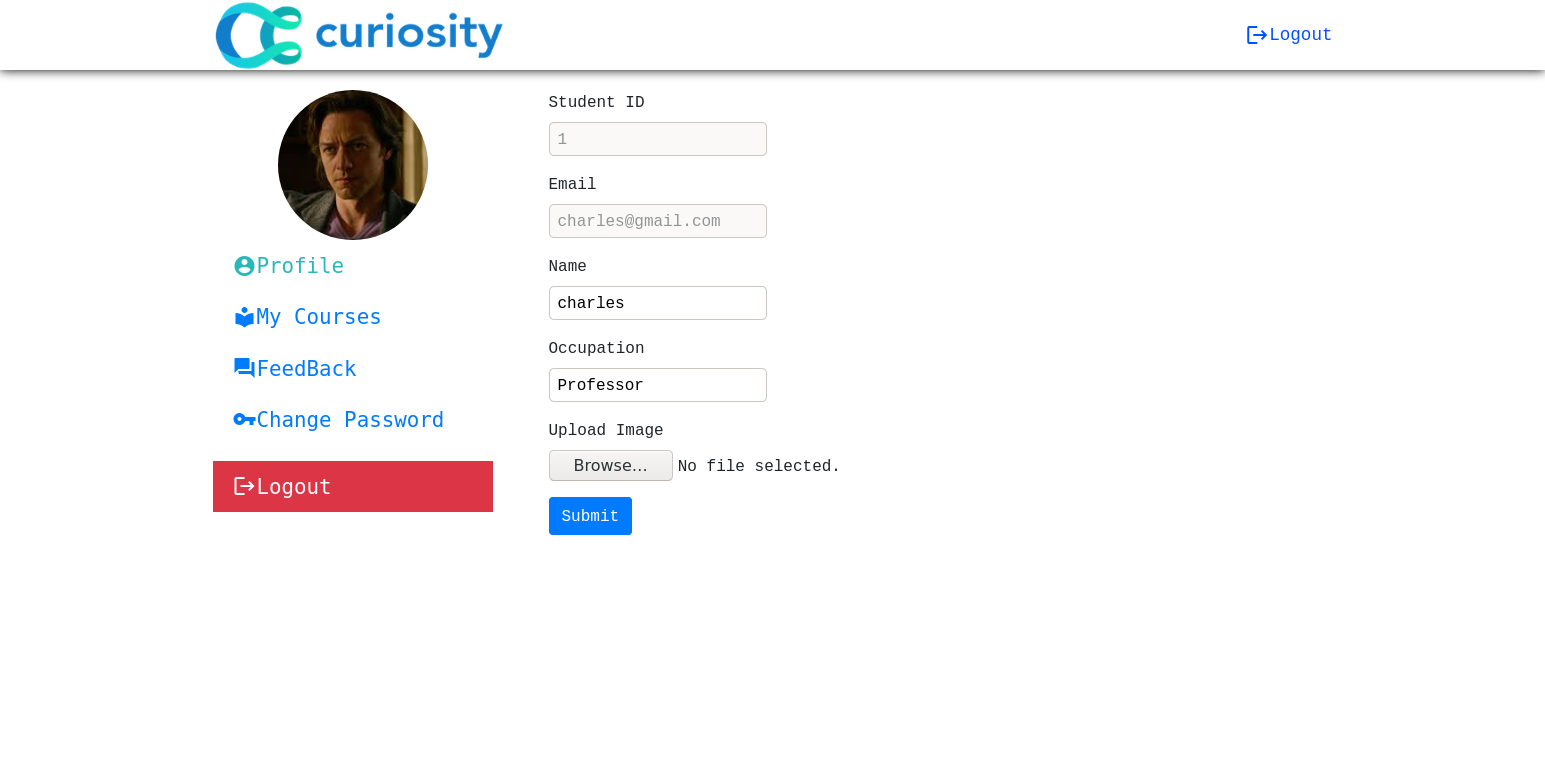 curiosity
Logout
Profile
My Courses
FeedBack
Change Password
Logout
Student ID
1
Email
charles@gmail.com
Name
charles
Occupation
Professor
Upload Image
Browse... No file selected.
Submit